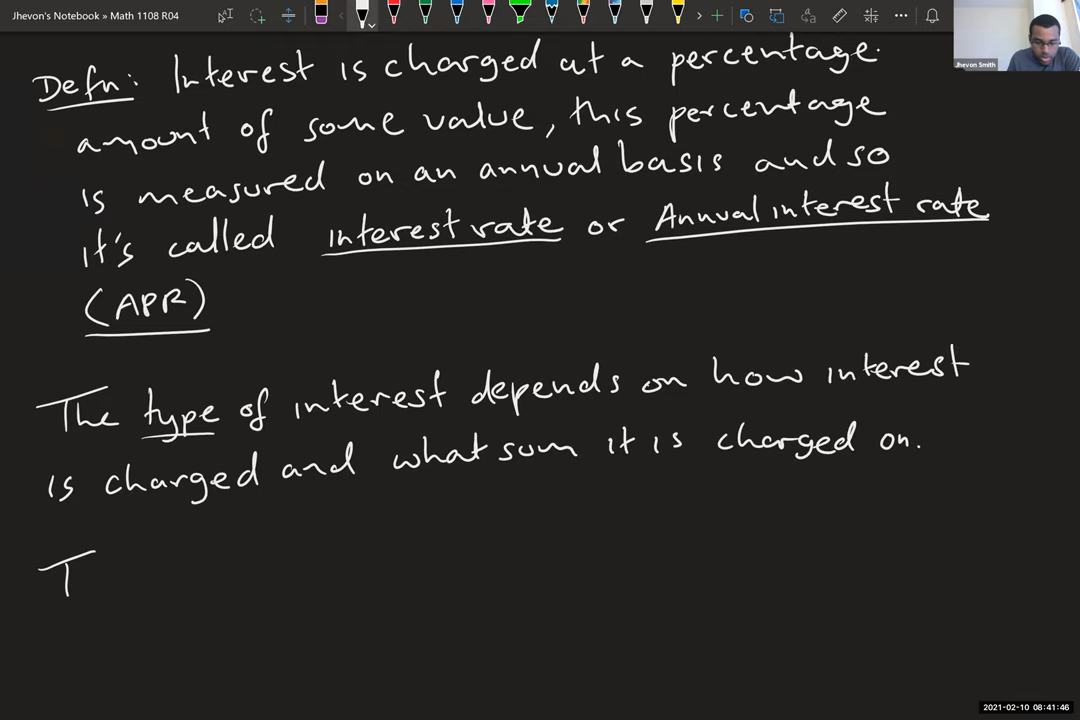 Jhevon's Notebook » Math 1108 R04
Jhevon Smith
Defn: Interest is charged at a percentage
amount of some value, this percentage
is measured on an annual basis and so
it's called interest rate or Annual interest rate
(APR)
The type of interest depends on how interest
is charged and what sum it is charged on.
T
2021-02-10 08:41:46